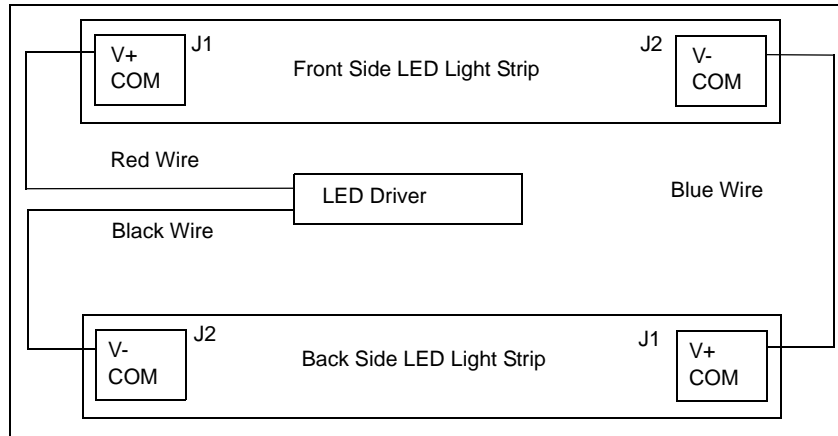 V+
COM
J1
Front Side LED Light Strip
J2
V-
COM
Red Wire
LED Driver
Blue Wire
Black Wire
V-
COM
J2
Back Side LED Light Strip
J1
V+
COM